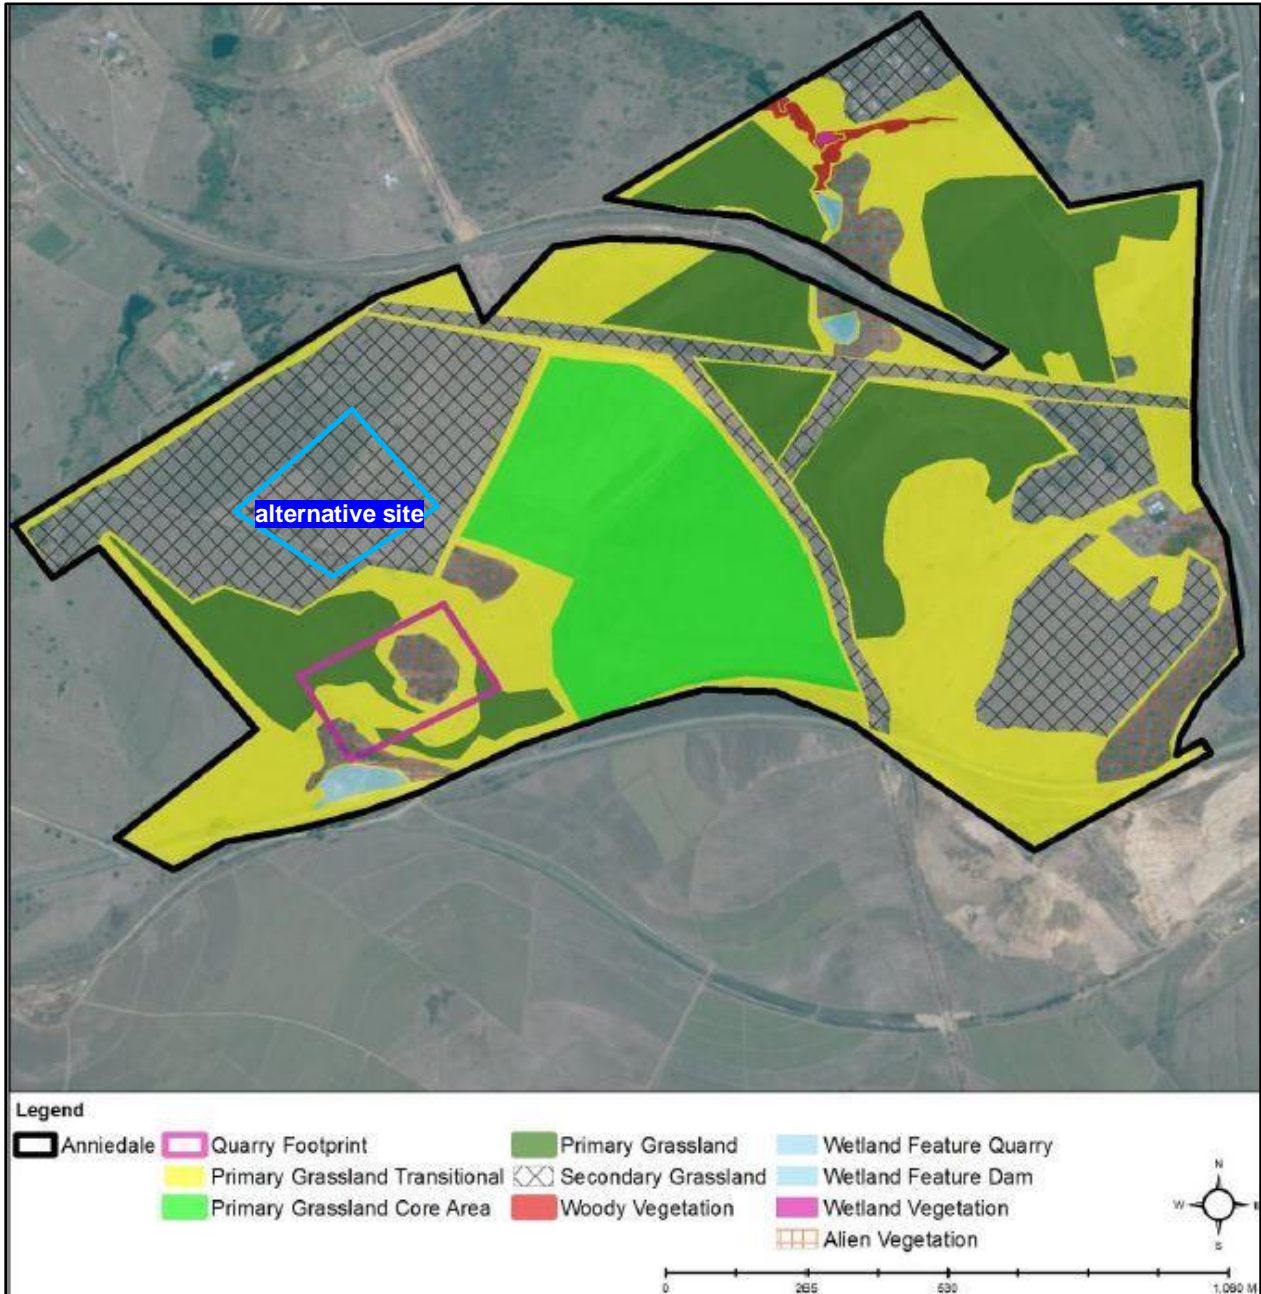 alternative site
Legend
Anniedale
Quarry Footprint
Primary Grassland
Wetland Feature Quarry
Primary Grassland Transitional
Secondary Grassland
Wetland Feature Dam
Primary Grassland Core Area
Woody Vegetation
Wetland Vegetation
Alien Vegetation
N
W
S
0 265 530 1,060 M